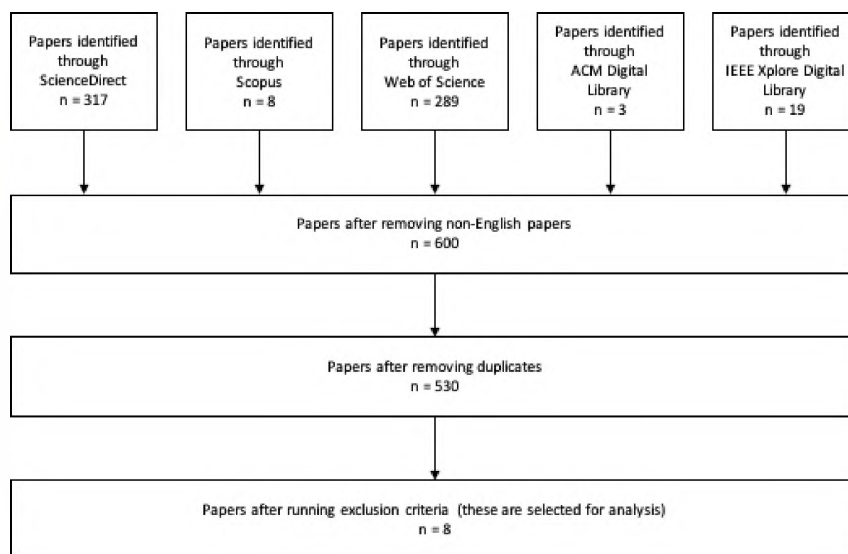 Papers identified
through
ScienceDirect
n = 317
Papers identified
through
Scopus
n = 8
Papers identified
through
Web of Science
n = 289
Papers identified
through
ACM Digital
Library
n = 3
Papers identified
through
IEEE Xplore Digital
Library
n = 19
Papers after removing non-English papers
n = 600
Papers after removing duplicates
n = 530
Papers after running exclusion criteria (these are selected for analysis)
n = 8